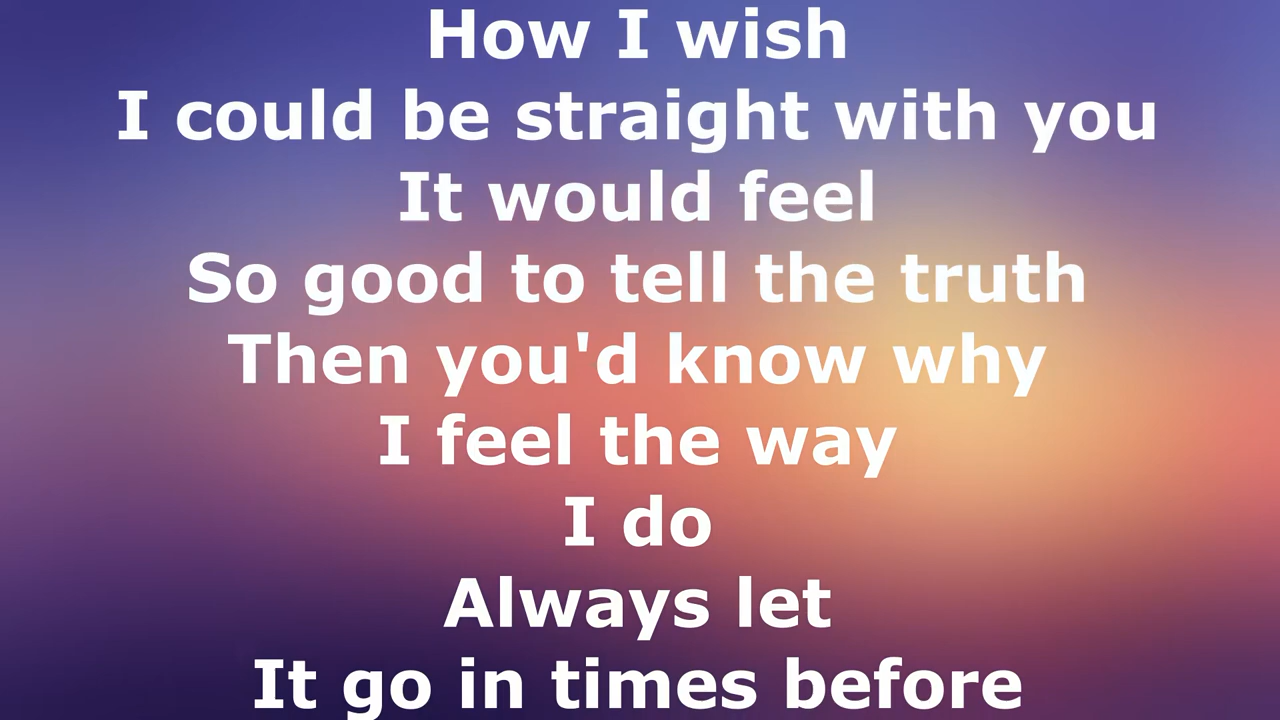 How I wish
I could be straight with you
It would feel
So good to tell the truth
Then you'd know why
I feel the way
I do
Always let
It go in times before